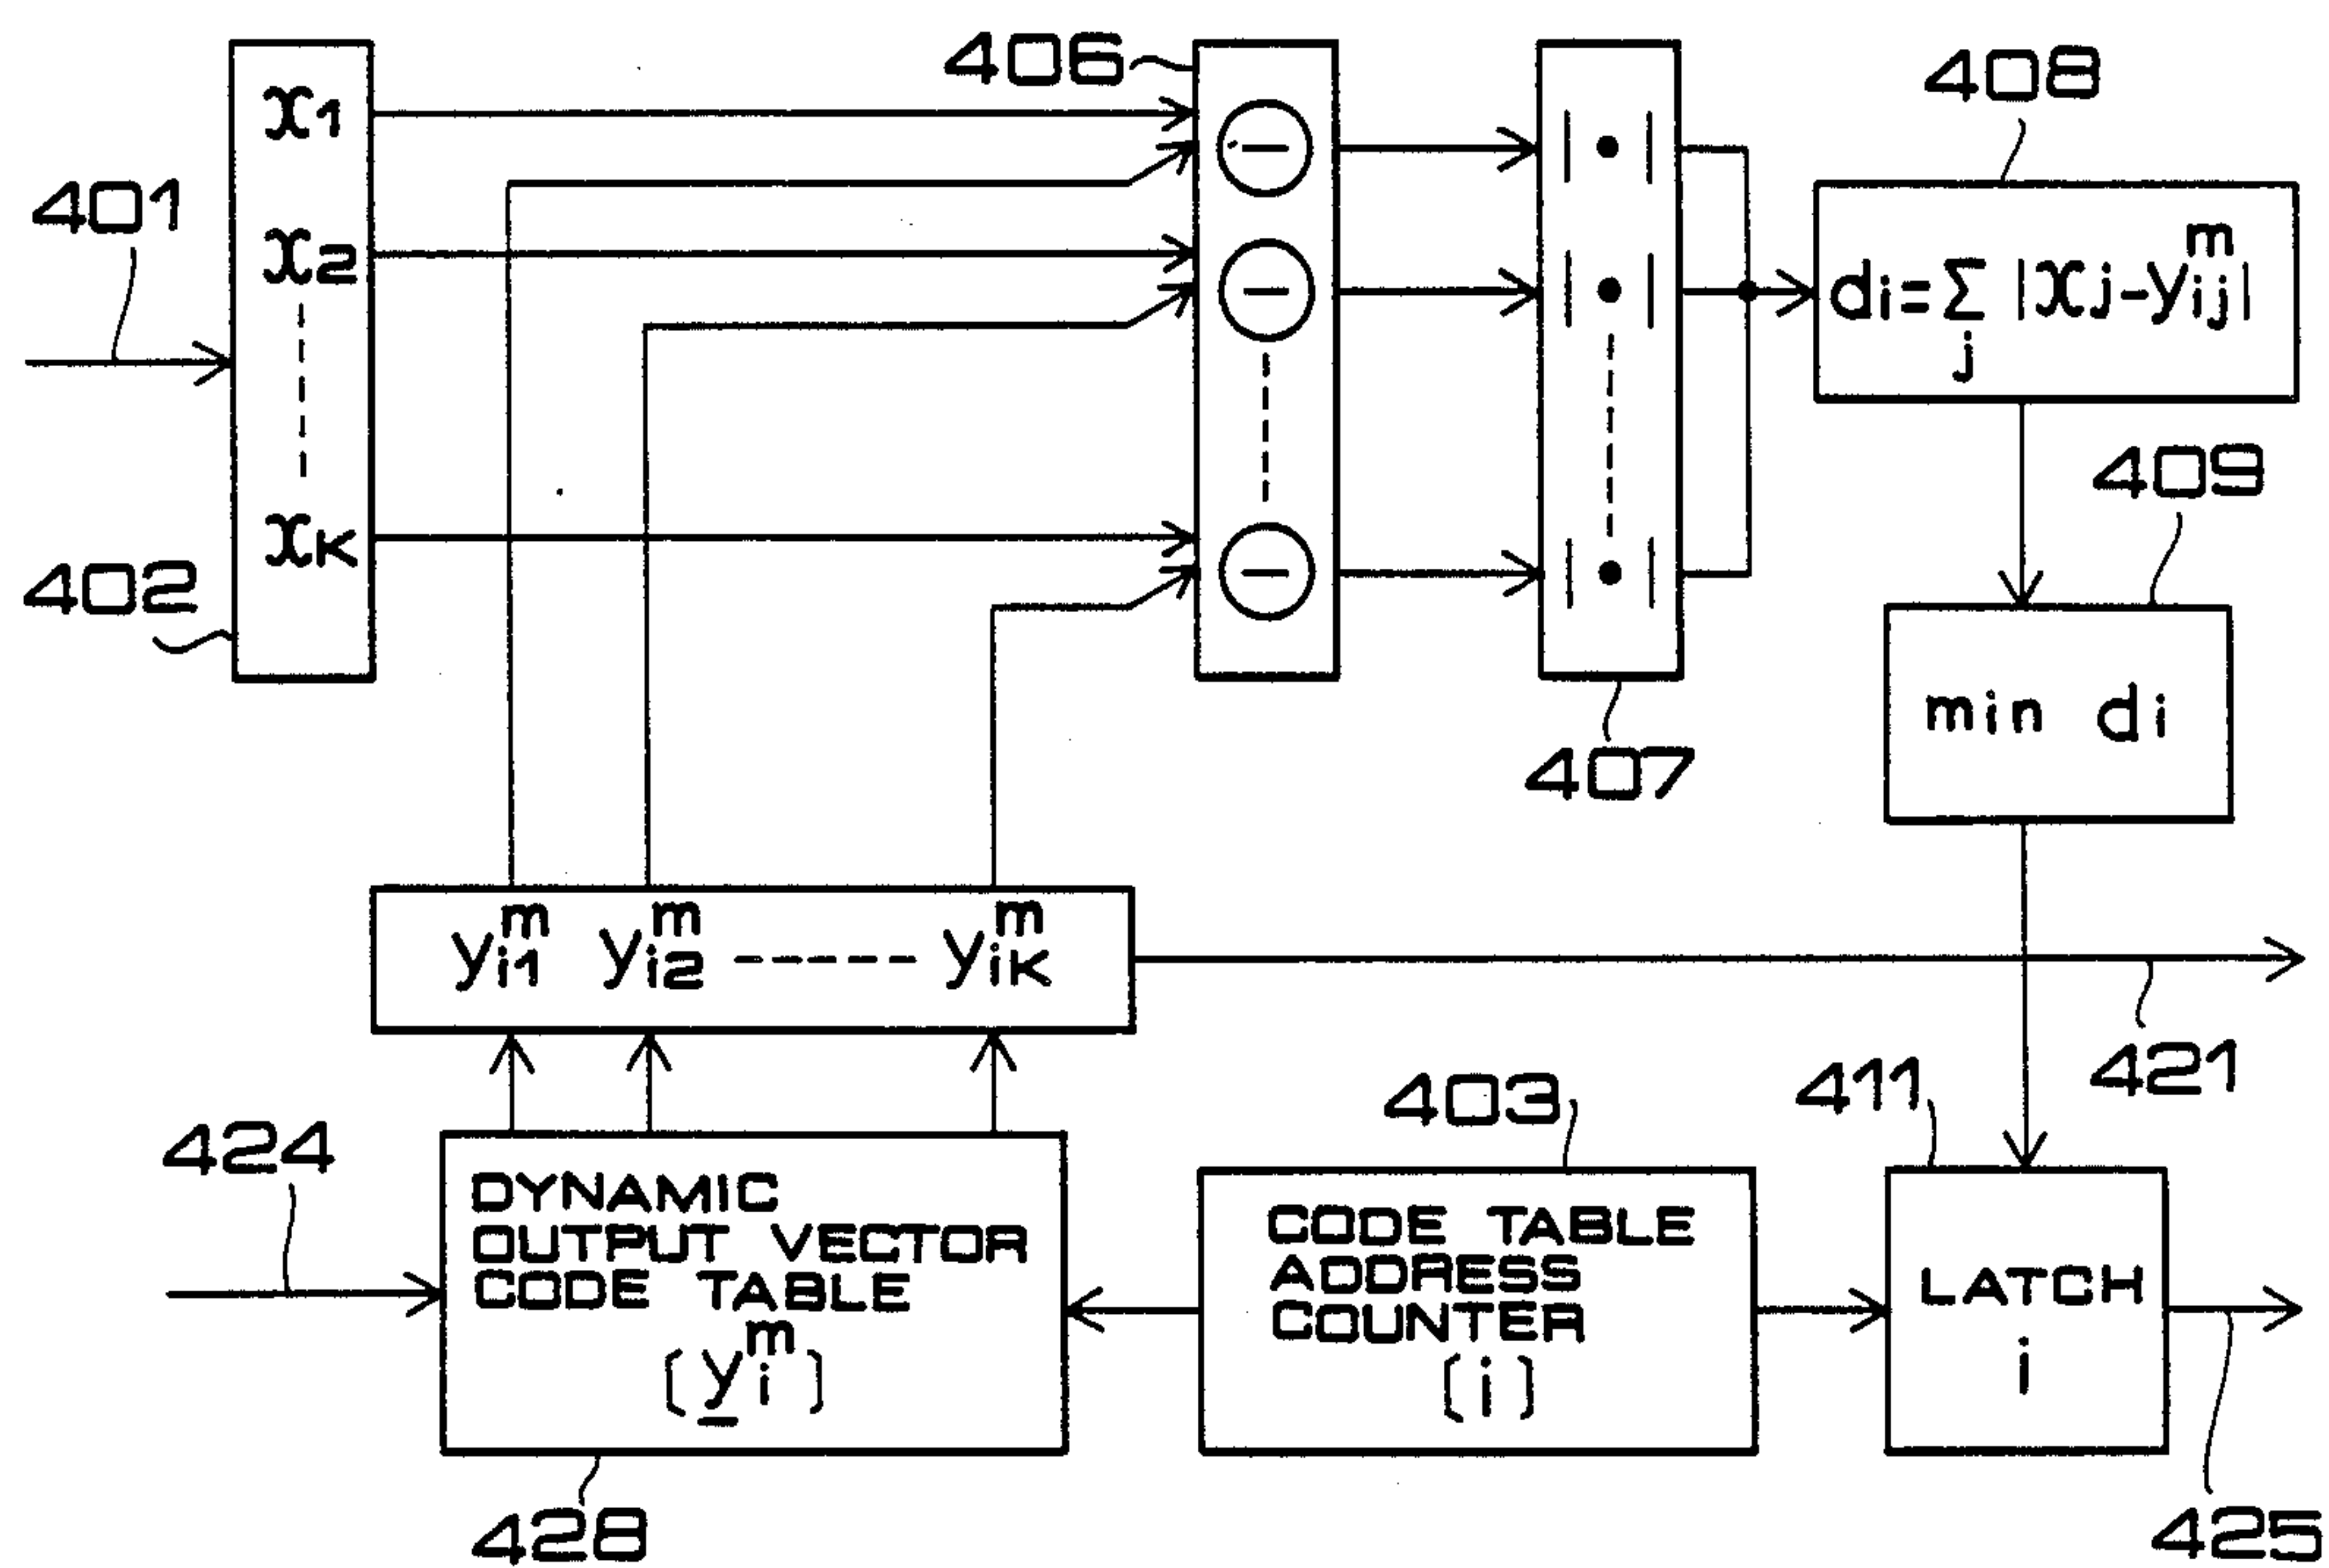 406
408
401
x1
x2
xK
402
| • |
| • |
| • |
di=Σj |xj-yijm|
409
min di
407
yi1m yi2m ------ yiKm
421
424
403
411
DYNAMIC
OUTPUT VECTOR
CODE TABLE
(yim)
CODE TABLE
ADDRESS
COUNTER
(i)
LATCH
i
428
425